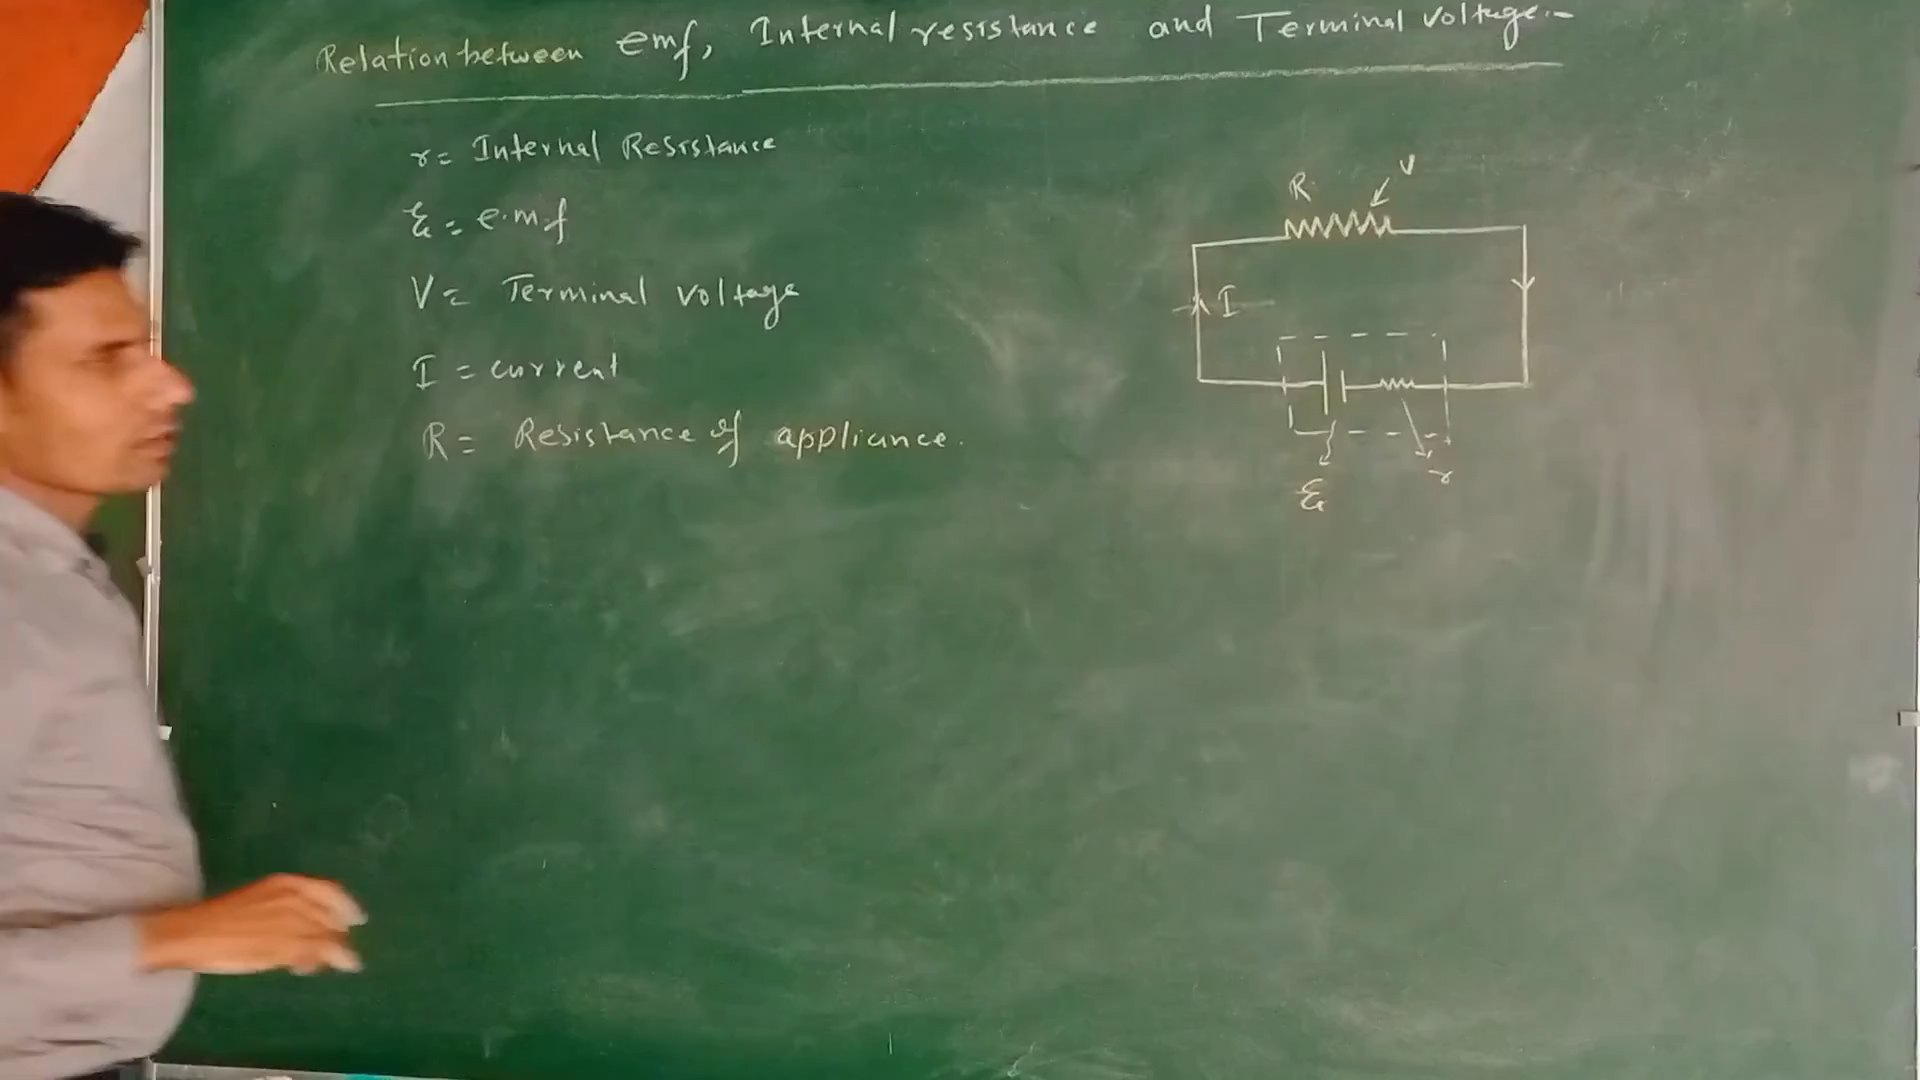 Relation between emf, Internal resistance and Terminal voltage:-
r = Internal Resistance
ℰ = e.m.f
V = Terminal voltage
I = current
R = Resistance of appliance.
R
V
I
ℰ
r